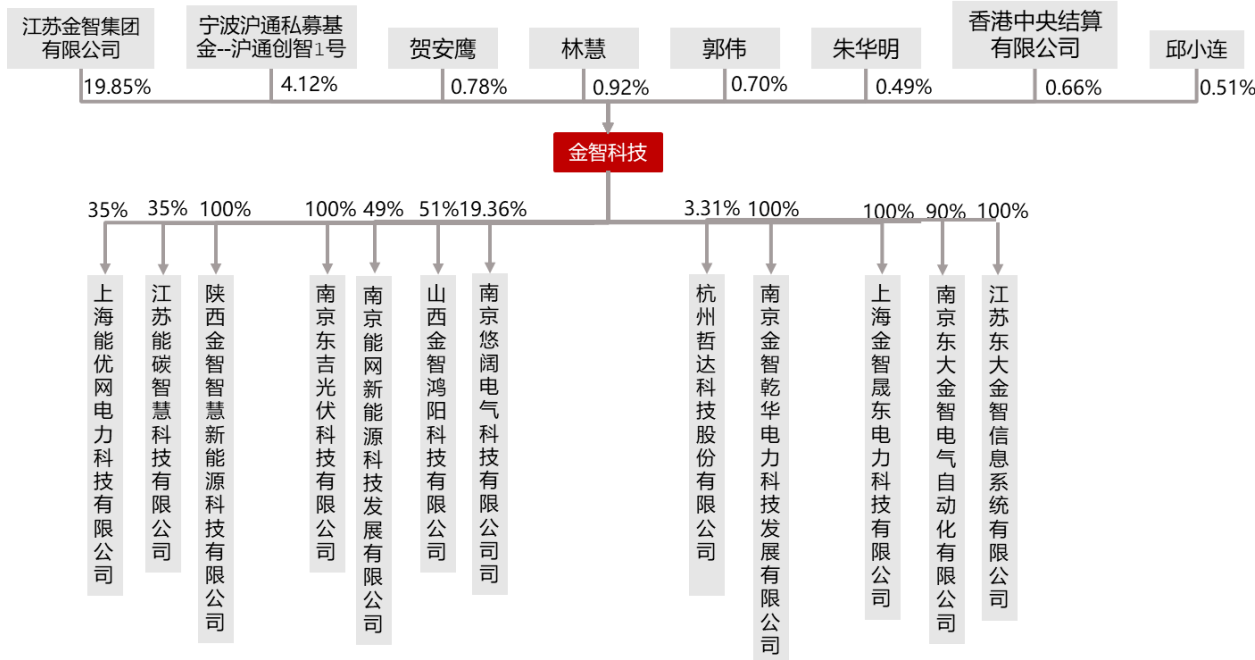 江苏金智集团
有限公司
宁波沪通私募基
金--沪通创智1号
贺安鹰
林慧
郭伟
朱华明
香港中央结算
有限公司
邱小连
19.85%
4.12%
0.78%
0.92%
0.70%
0.49%
0.66%
0.51%
金智科技
35%
35%
100%
100%
49%
51%
19.36%
3.31%
100%
100%
90%
100%
上海能优网电力科技有限公司
江苏能碳智慧科技有限公司
陕西金智智慧新能源科技有限公司
南京东吉光伏科技有限公司
南京能网新能源科技发展有限公司
山西金智鸿阳科技有限公司
南京悠阔电气科技有限公司司
杭州哲达科技股份有限公司
南京金智乾华电力科技发展有限公司
上海金智晟东电力科技有限公司
南京东大金智电气自动化有限公司
江苏东大金智信息系统有限公司